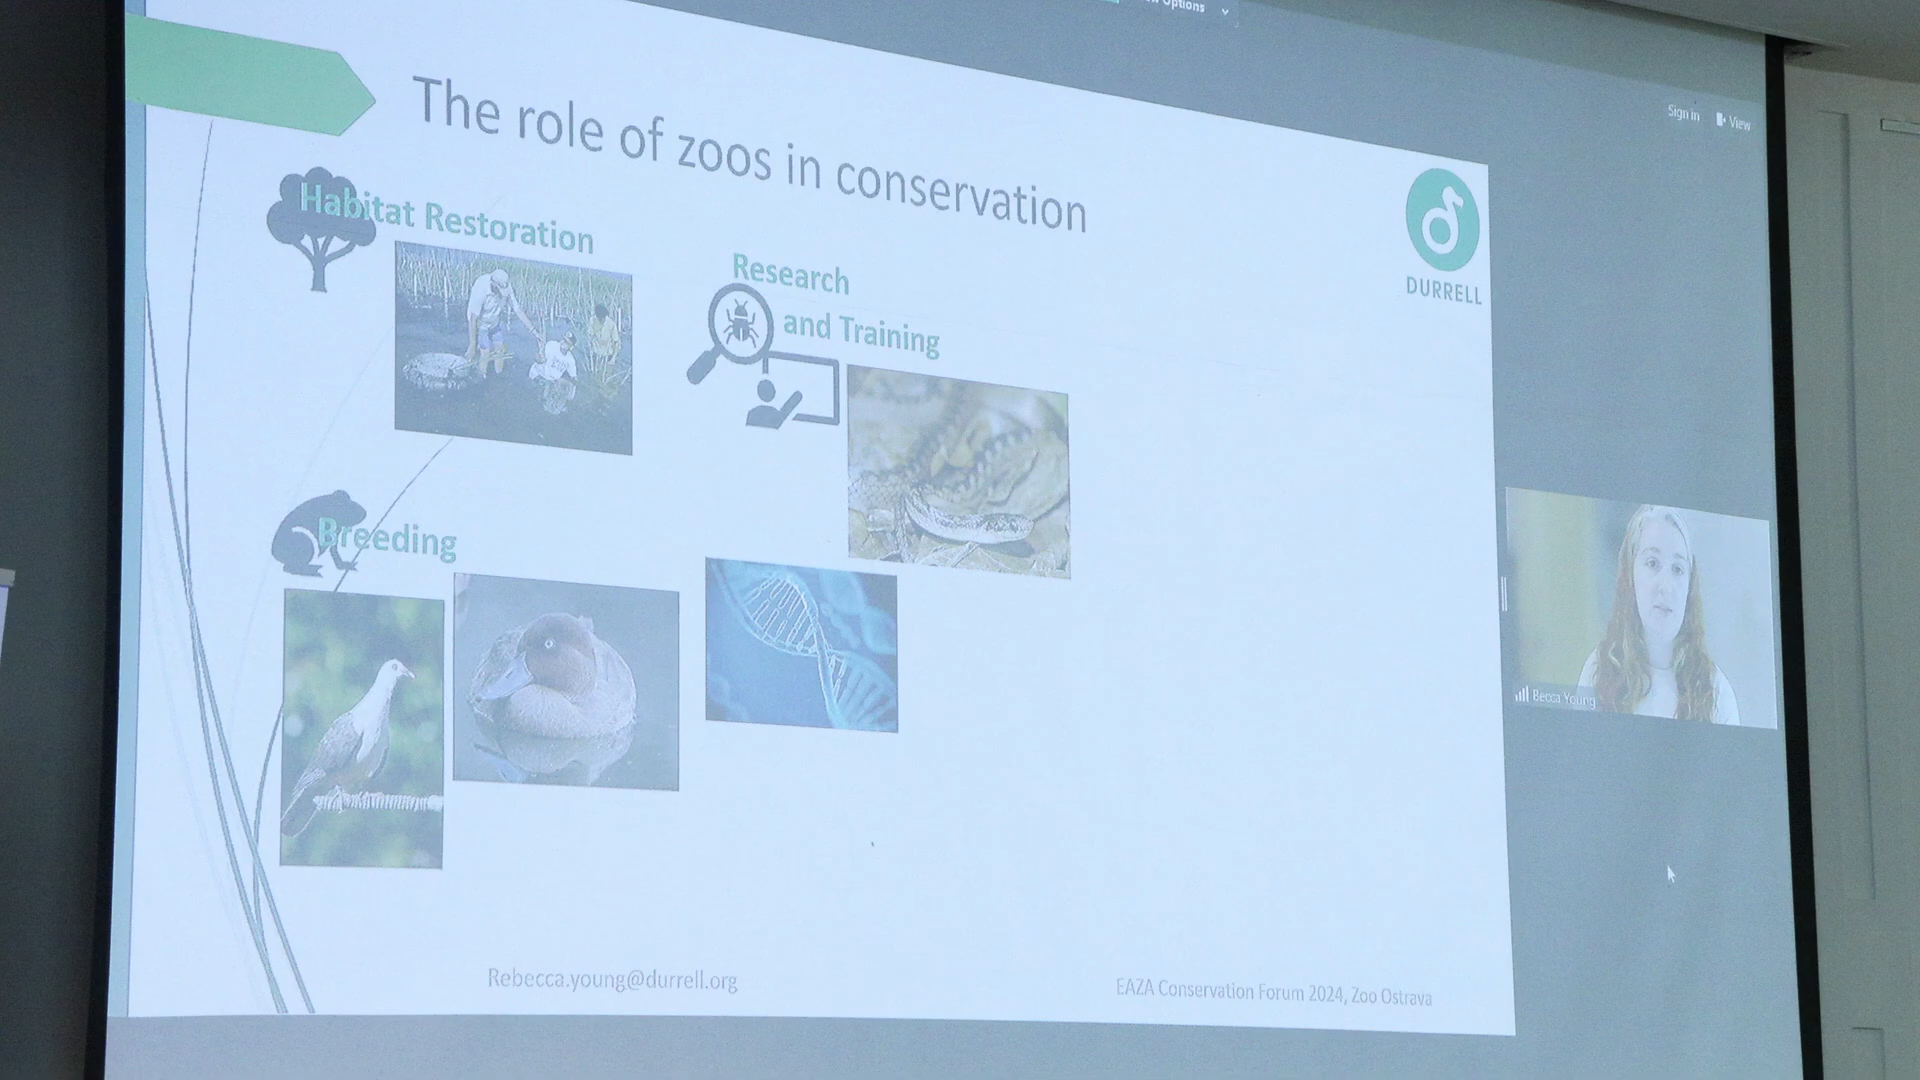 Options
Sign in
View
The role of zoos in conservation
DURRELL
Habitat Restoration
Research
and Training
Breeding
Becca Young
Rebecca.young@durrell.org
EAZA Conservation Forum 2024, Zoo Ostrava